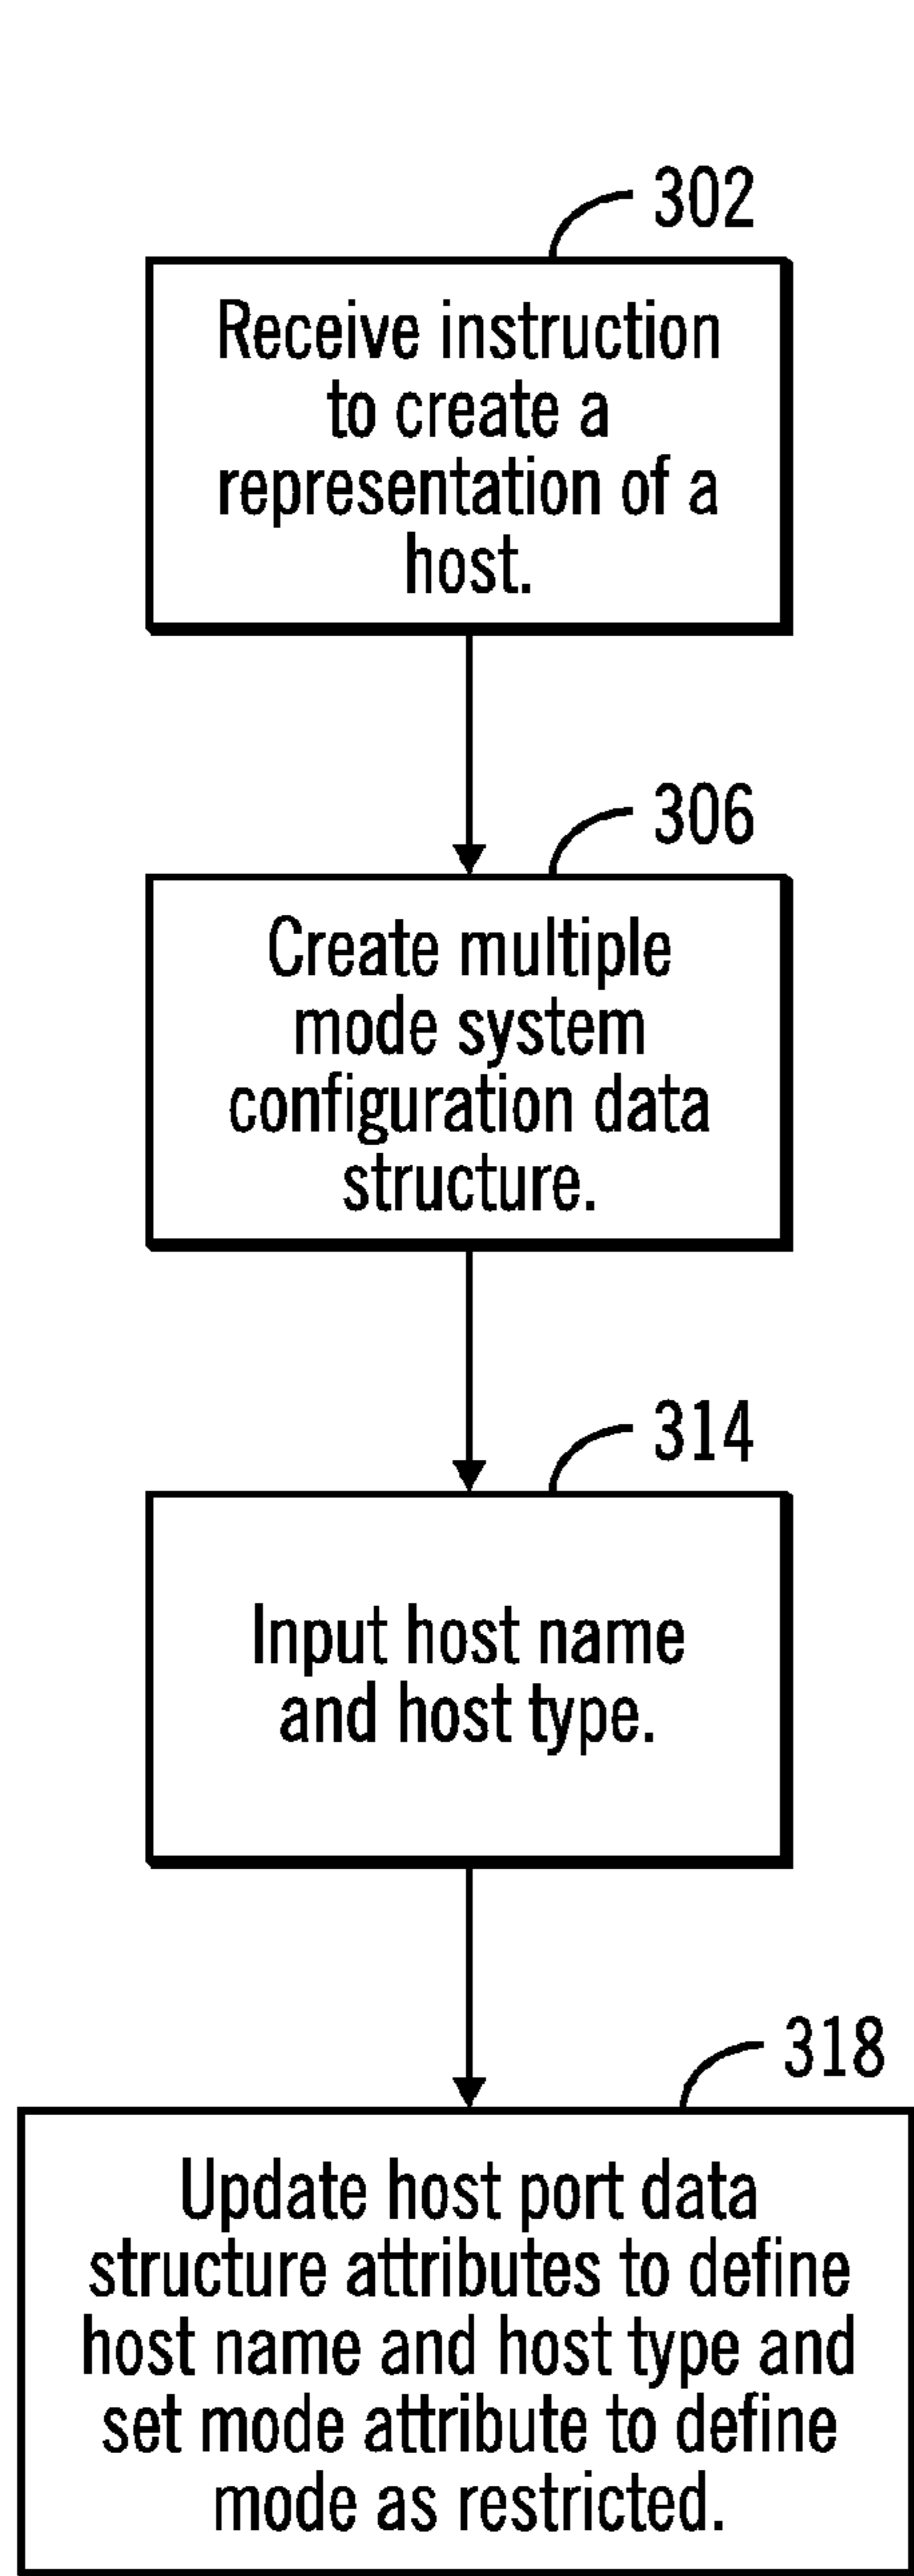 302
Receive instruction
to create a
representation of a
host.
306
Create multiple
mode system
configuration data
structure.
314
Input host name
and host type.
318
Update host port data
structure attributes to define
host name and host type and
set mode attribute to define
mode as restricted.